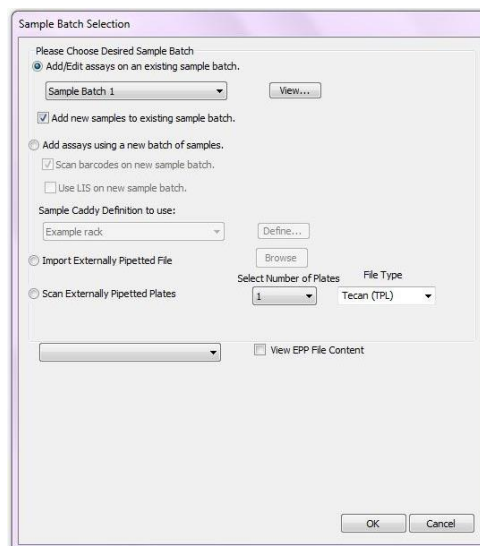 Sample Batch Selection
Please Choose Desired Sample Batch
Add/Edit assays on an existing sample batch.
Sample Batch 1
View...
Add new samples to existing sample batch.
Add assays using a new batch of samples.
Scan barcodes on new sample batch.
Use LIS on new sample batch.
Sample Caddy Definition to use:
Example rack
Define...
Import Externally Pipetted File
Browse
Select Number of Plates
File Type
Scan Externally Pipetted Plates
1
Tecan (TPL)
View EPP File Content
OK
Cancel